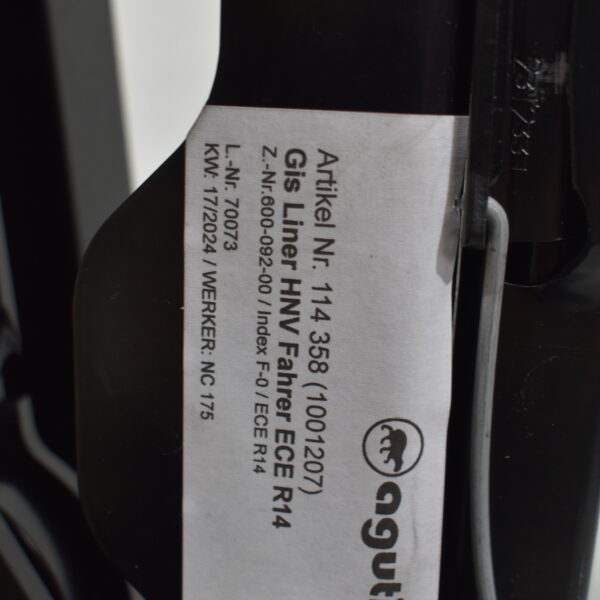 aguti
Artikel Nr. 114 358 (1001207)
Gis Liner HNV Fahrer ECE R14
Z.-Nr.600-092-00 / Index F-0 / ECE R14
L.-Nr. 70073
KW: 17/2024 / WERKER: NC 175